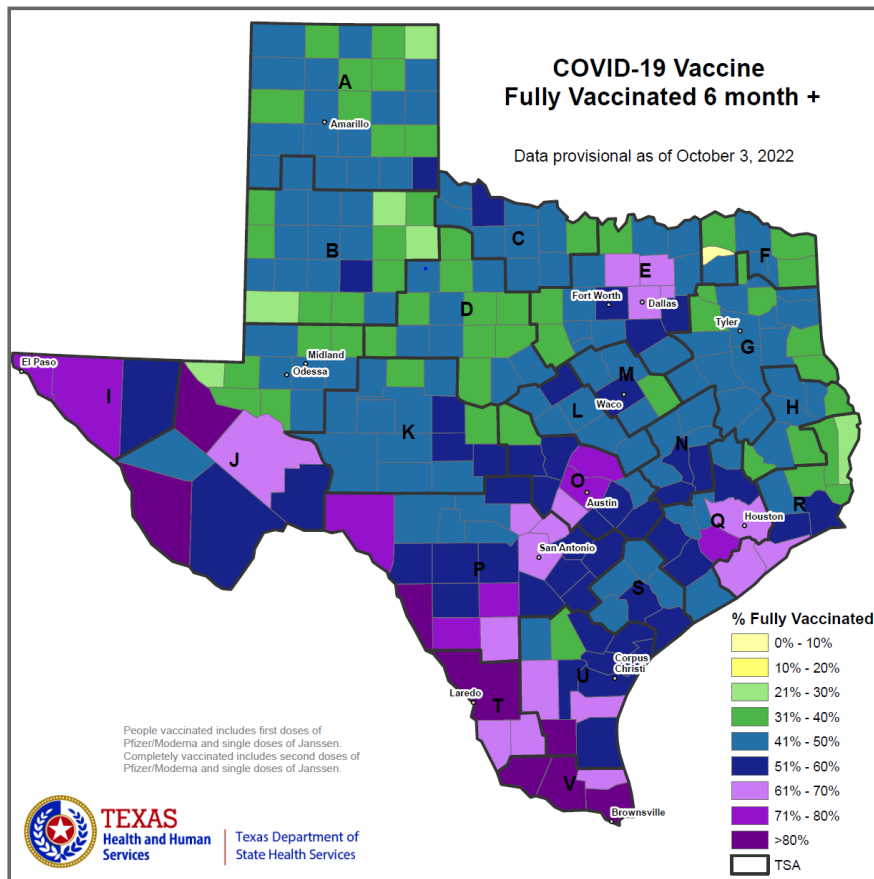 COVID-19 Vaccine
Fully Vaccinated 6 month +
Data provisional as of October 3, 2022
A
Amarillo
B
C
D
E
F
Fort Worth
Dallas
Tyler
G
Midland
Odessa
El Paso
I
J
K
L
M
Waco
H
N
O
Austin
Q
Houston
R
San Antonio
P
S
Corpus
Christi
U
Laredo
T
V
Brownsville
% Fully Vaccinated
0% - 10%
10% - 20%
21% - 30%
31% - 40%
41% - 50%
51% - 60%
61% - 70%
71% - 80%
>80%
TSA
People vaccinated includes first doses of
Pfizer/Moderna and single doses of Janssen.
Completely vaccinated includes second doses of
Pfizer/Moderna and single doses of Janssen.
TEXAS
Health and Human
Services
Texas Department of
State Health Services